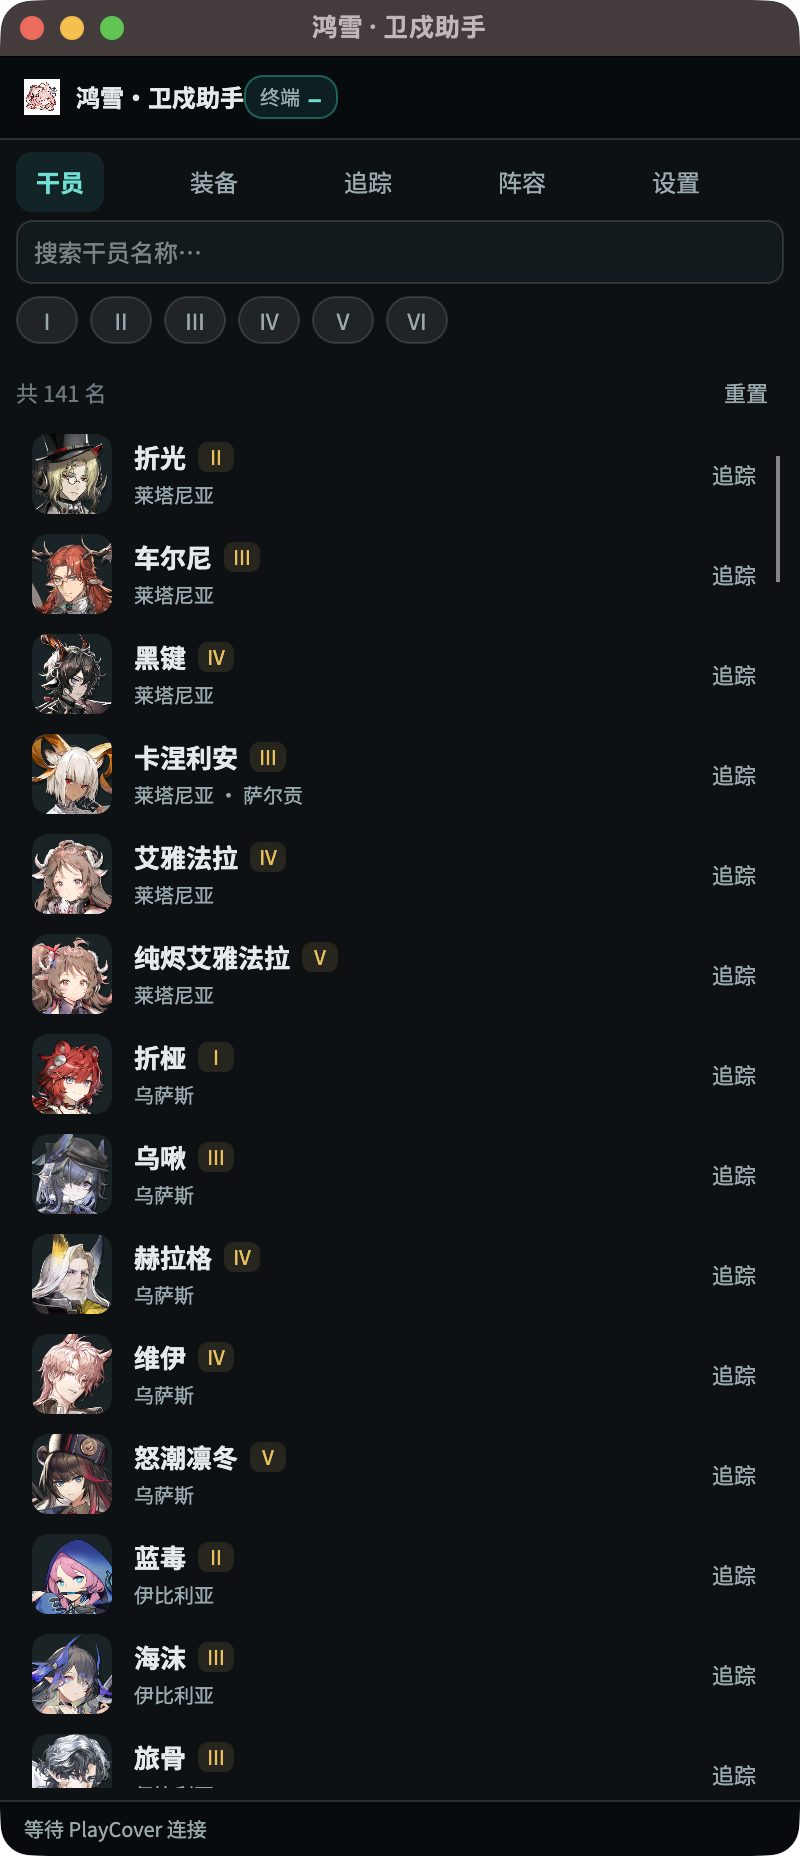 鸿雪 · 卫戍助手
鸿雪·卫戍助手 终端 –
干员 装备 追踪 阵容 设置
搜索干员名称…
I II III IV V VI
共 141 名 重置
折光 II 追踪
莱塔尼亚
车尔尼 III 追踪
莱塔尼亚
黑键 IV 追踪
莱塔尼亚
卡涅利安 III 追踪
莱塔尼亚 · 萨尔贡
艾雅法拉 IV 追踪
莱塔尼亚
纯烬艾雅法拉 V 追踪
莱塔尼亚
折桠 I 追踪
乌萨斯
乌啾 III 追踪
乌萨斯
赫拉格 IV 追踪
乌萨斯
维伊 IV 追踪
乌萨斯
怒潮凛冬 V 追踪
乌萨斯
蓝毒 II 追踪
伊比利亚
海沫 III 追踪
伊比利亚
旅骨 III 追踪
等待 PlayCover 连接